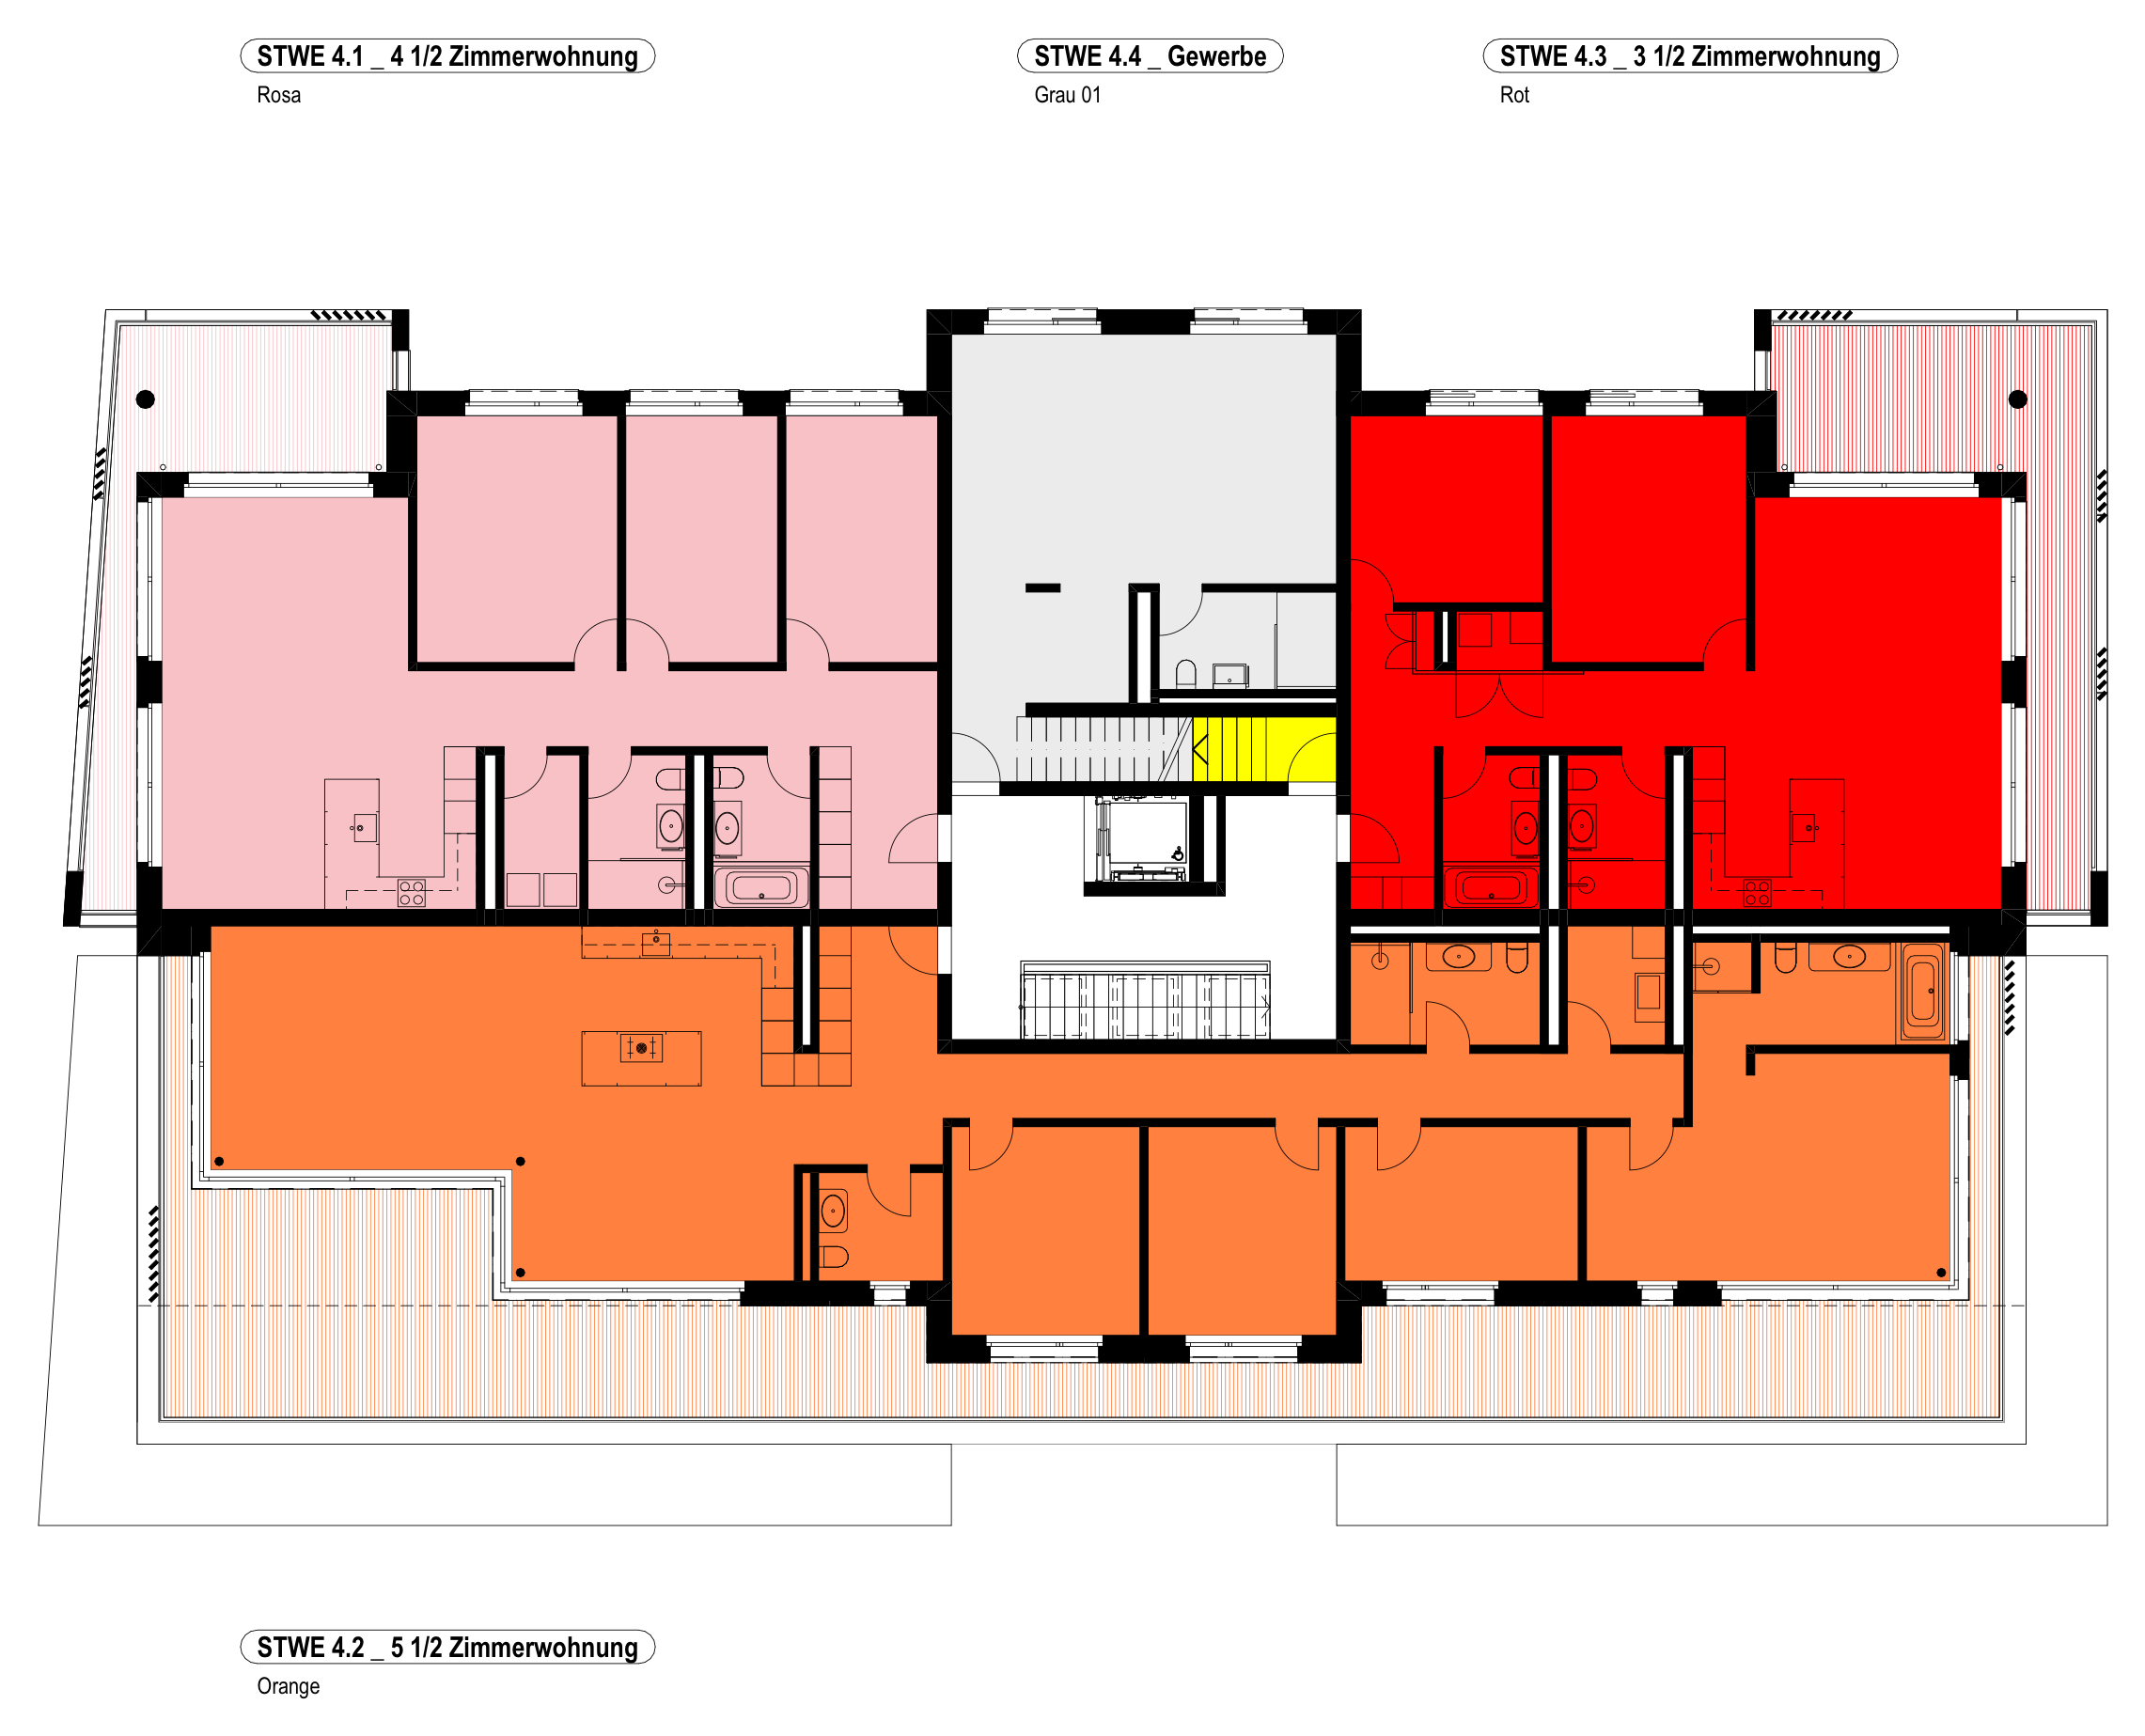 STWE 4.1 _ 4 1/2 Zimmerwohnung
Rosa
STWE 4.4 _ Gewerbe
Grau 01
STWE 4.3 _ 3 1/2 Zimmerwohnung
Rot
STWE 4.2 _ 5 1/2 Zimmerwohnung
Orange